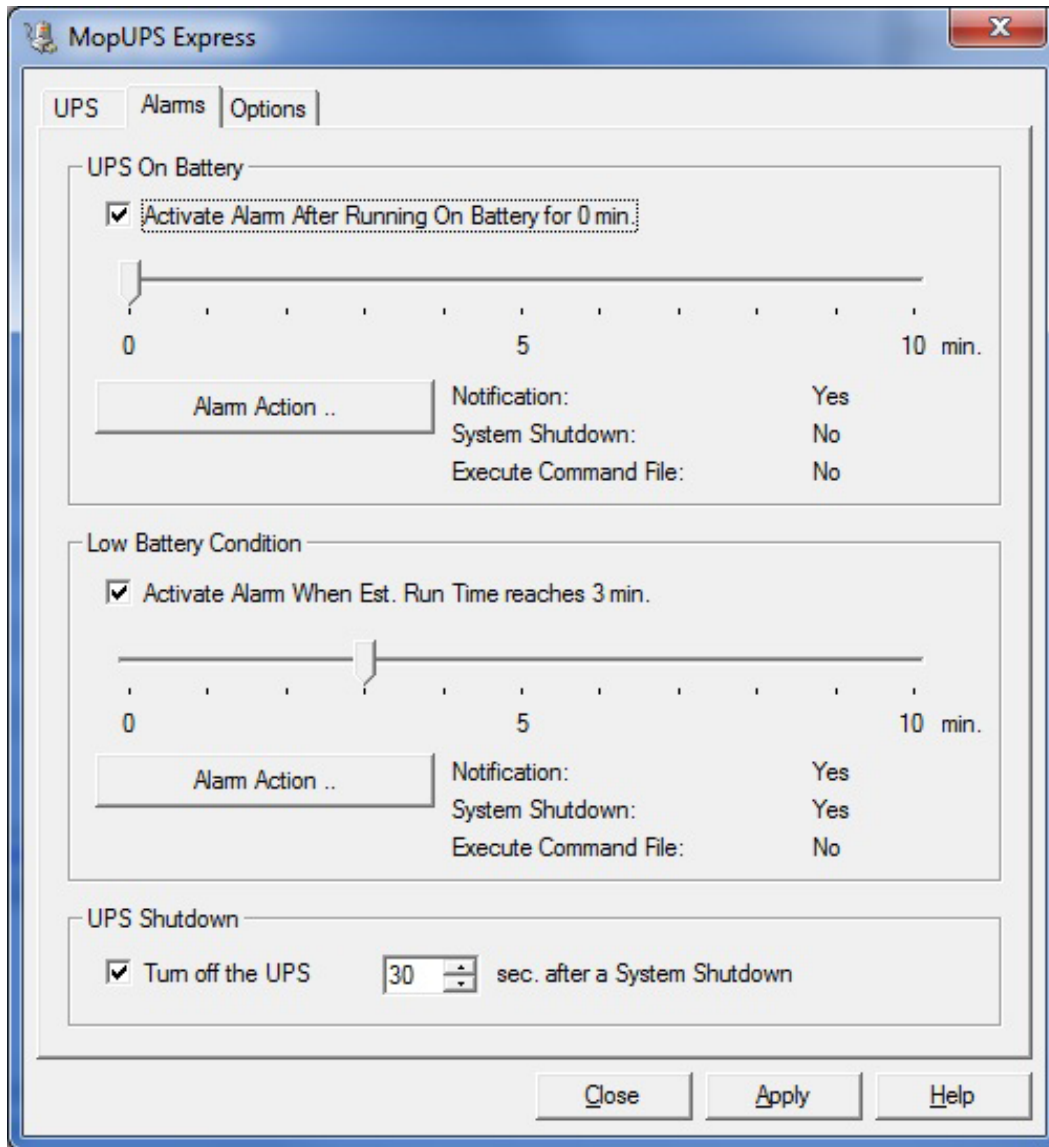 MopUPS Express
UPS Alarms Options
UPS On Battery
Activate Alarm After Running On Battery for 0 min.
0 5 10 min.
Alarm Action ..
Notification: Yes
System Shutdown: No
Execute Command File: No
Low Battery Condition
Activate Alarm When Est. Run Time reaches 3 min.
0 5 10 min.
Alarm Action ..
Notification: Yes
System Shutdown: Yes
Execute Command File: No
UPS Shutdown
Turn off the UPS 30 sec. after a System Shutdown
Close Apply Help